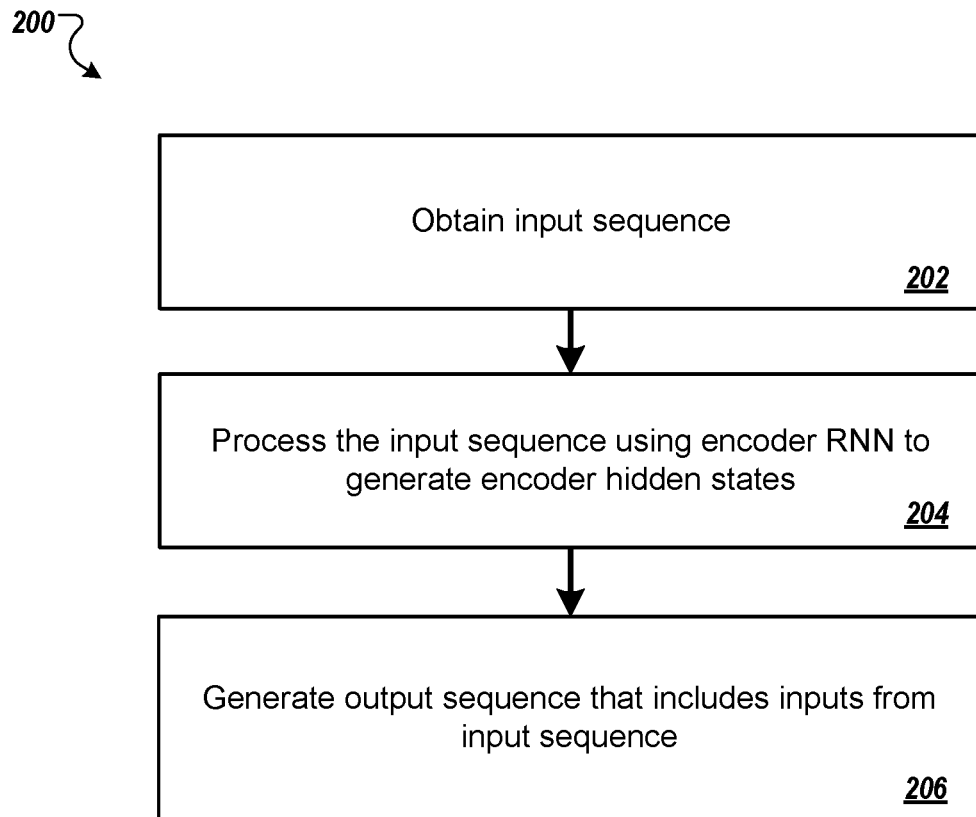 200
Obtain input sequence
202
Process the input sequence using encoder RNN to
generate encoder hidden states
204
Generate output sequence that includes inputs from
input sequence
206